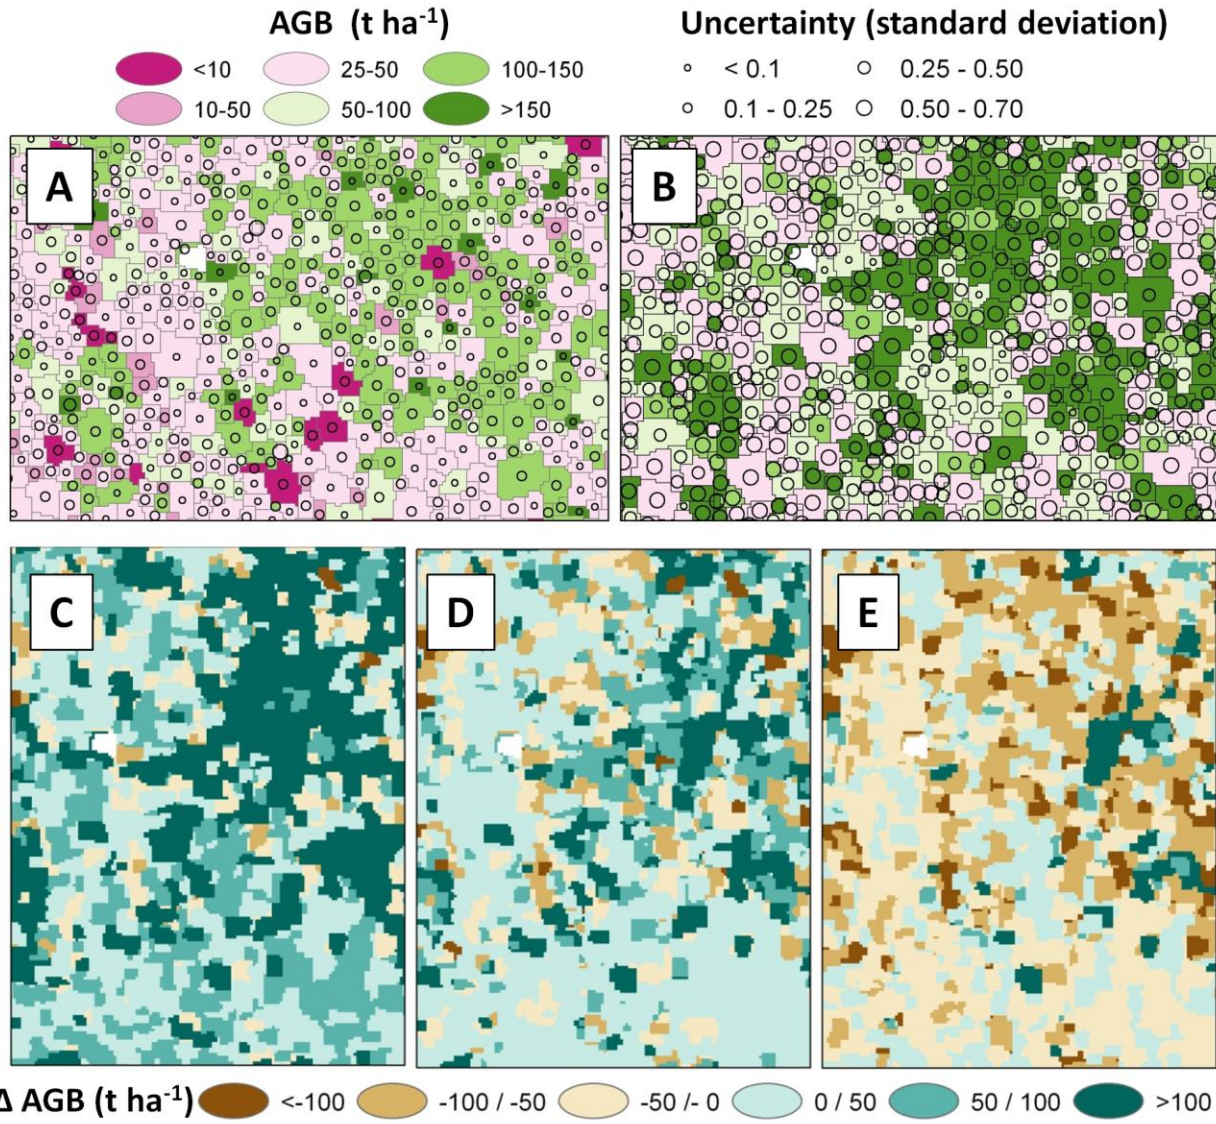 AGB (t ha-1)
Uncertainty (standard deviation)
<10
25-50
100-150
< 0.1
0.25 - 0.50
10-50
50-100
>150
0.1 - 0.25
0.50 - 0.70
A
B
C
D
E
Δ AGB (t ha-1)
<-100
-100 / -50
-50 /- 0
0 / 50
50 / 100
>100